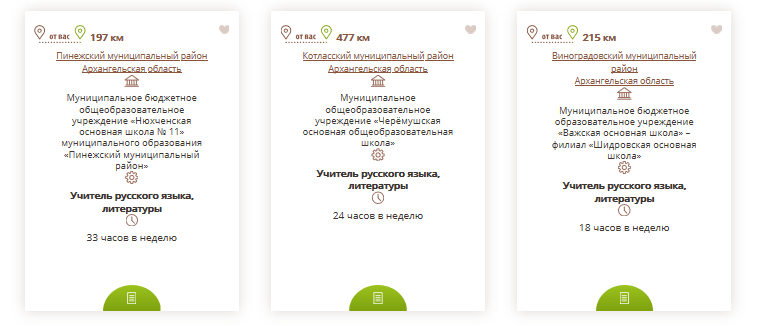 от вас 197 км
Пинежский муниципальный район
Архангельская область
Муниципальное бюджетное
общеобразовательное
учреждение «Нюхченская
основная школа № 11»
муниципального образования
«Пинежский муниципальный
район»
Учитель русского языка,
литературы
33 часов в неделю
от вас 477 км
Котласский муниципальный район
Архангельская область
Муниципальное
общеобразовательное
учреждение «Черёмушская
основная общеобразовательная
школа»
Учитель русского языка,
литературы
24 часов в неделю
от вас 215 км
Виноградовский муниципальный
район
Архангельская область
Муниципальное бюджетное
образовательное учреждение
«Важская основная школа» –
филиал «Шидровская основная
школа»
Учитель русского языка,
литературы
18 часов в неделю